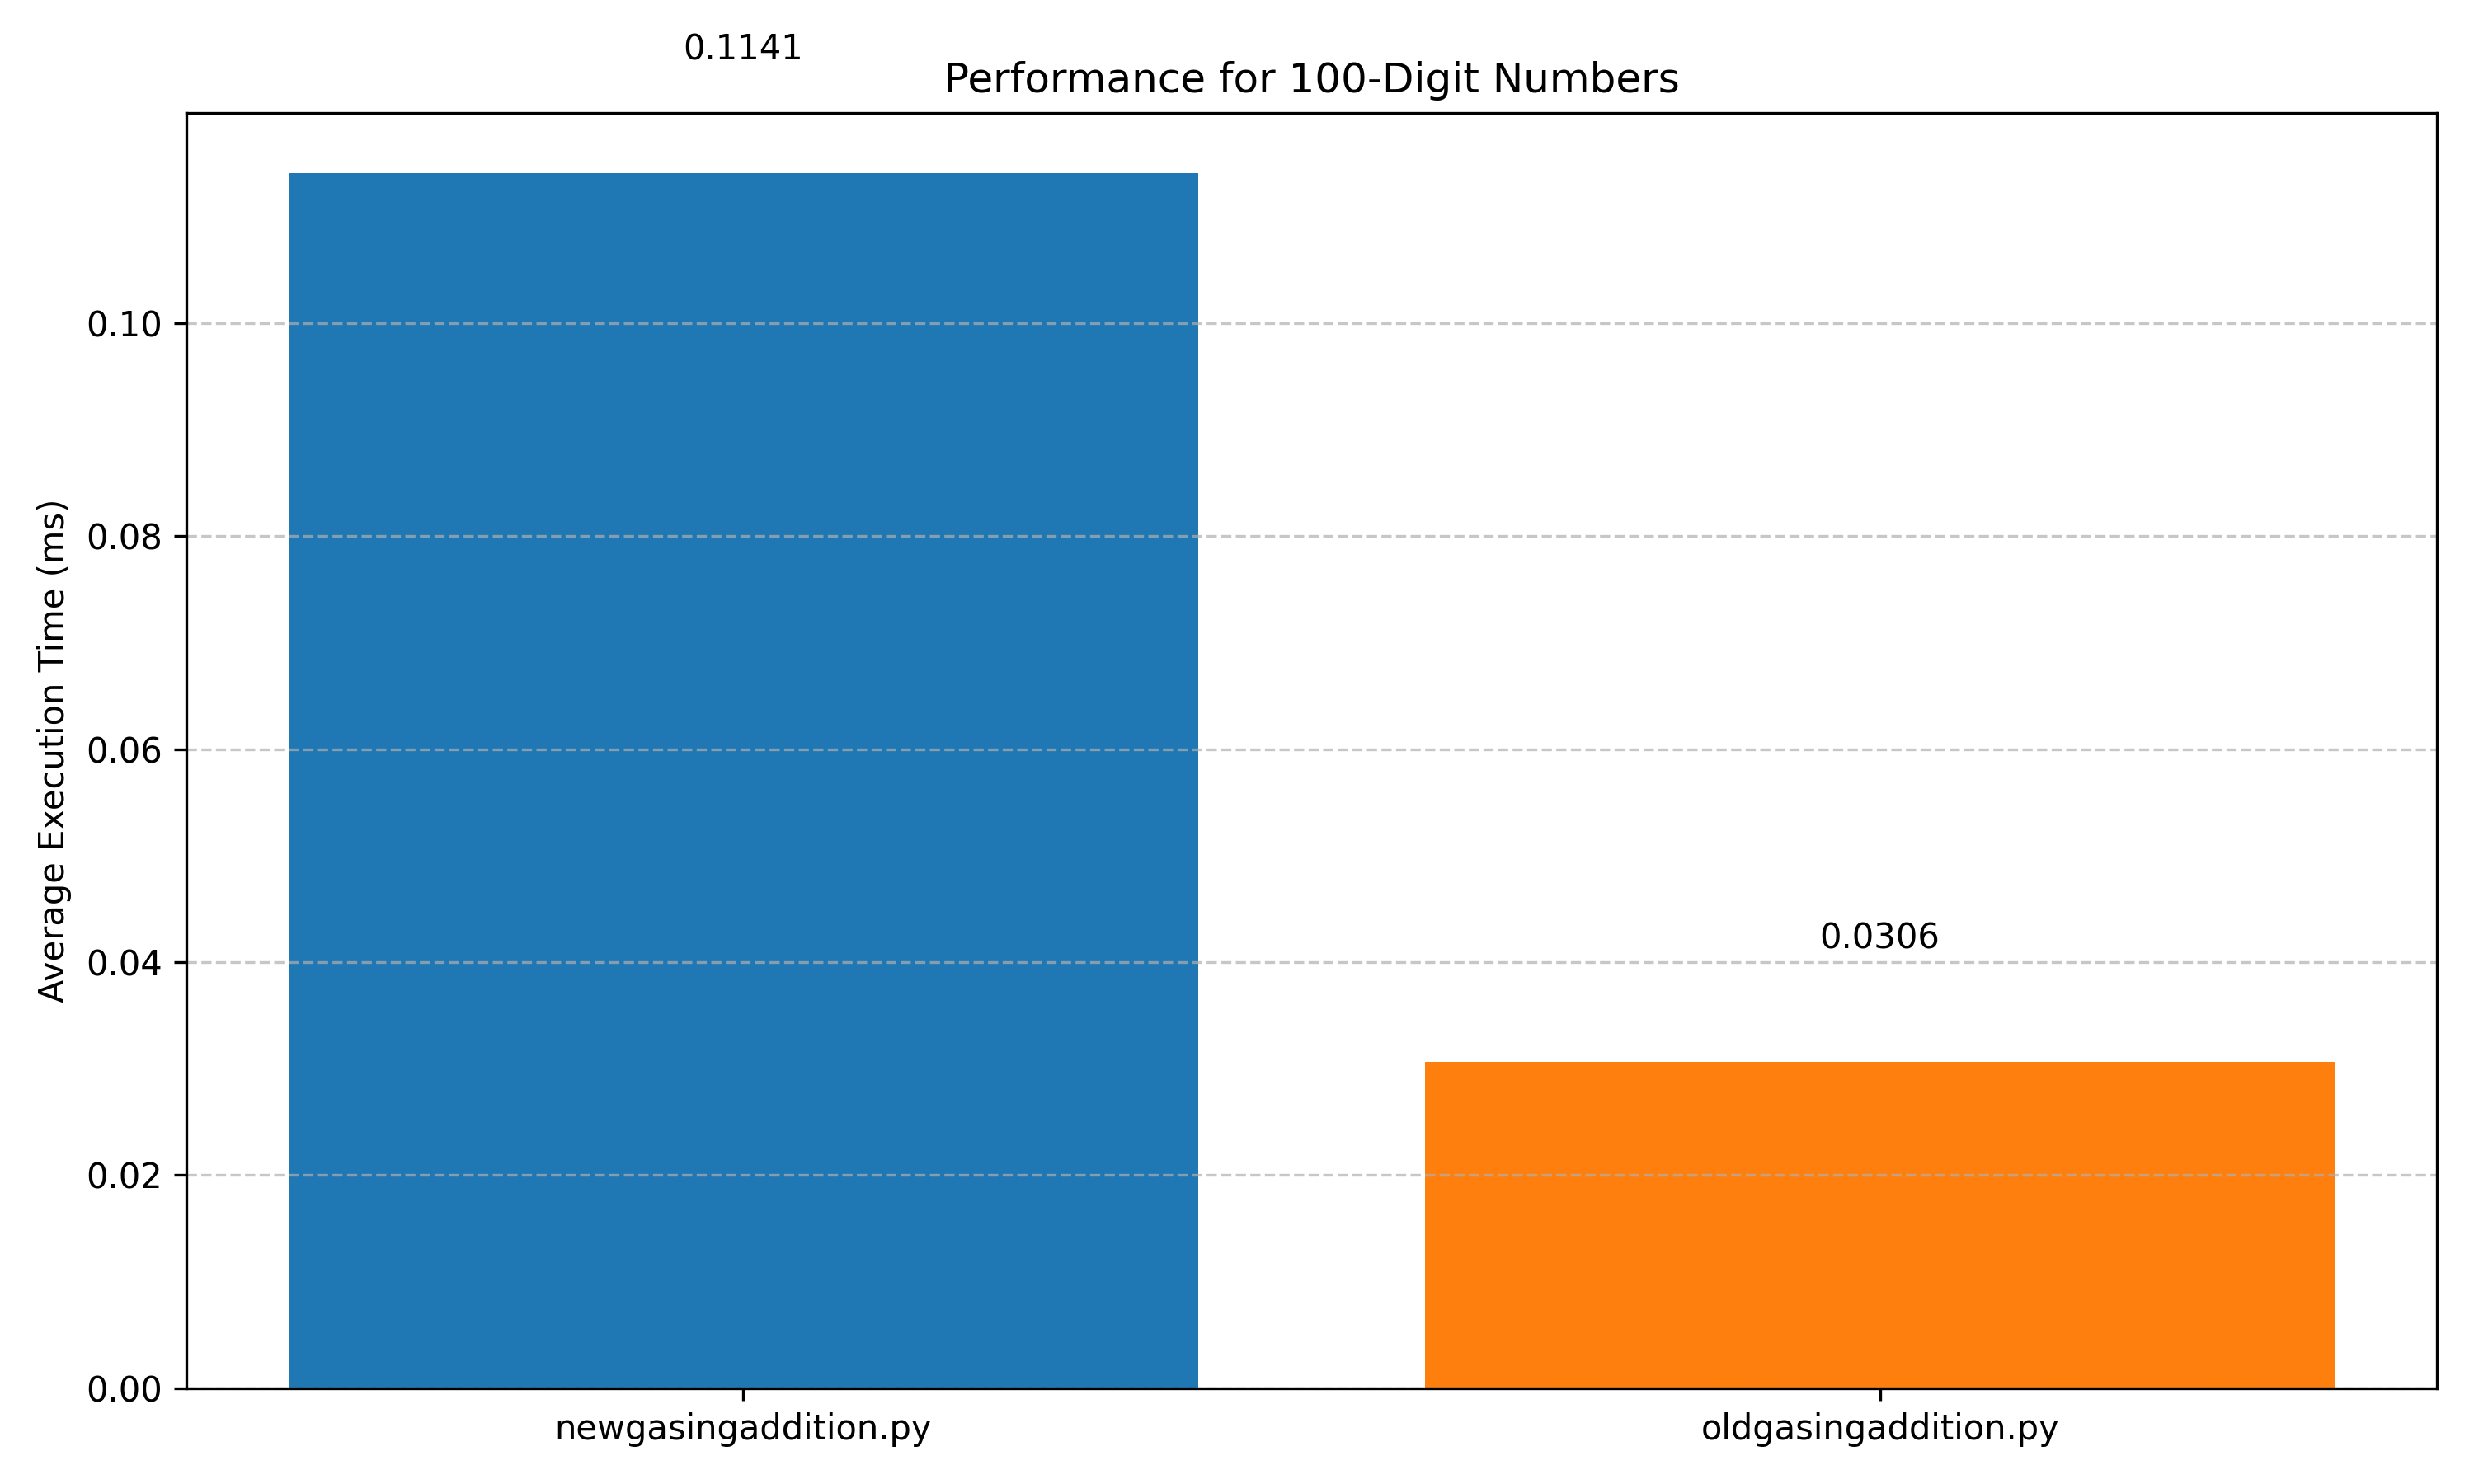 0.1141
Performance for 100-Digit Numbers
Average Execution Time (ms)
0.10
0.08
0.06
0.04
0.02
0.00
0.0306
newgasingaddition.py
oldgasingaddition.py